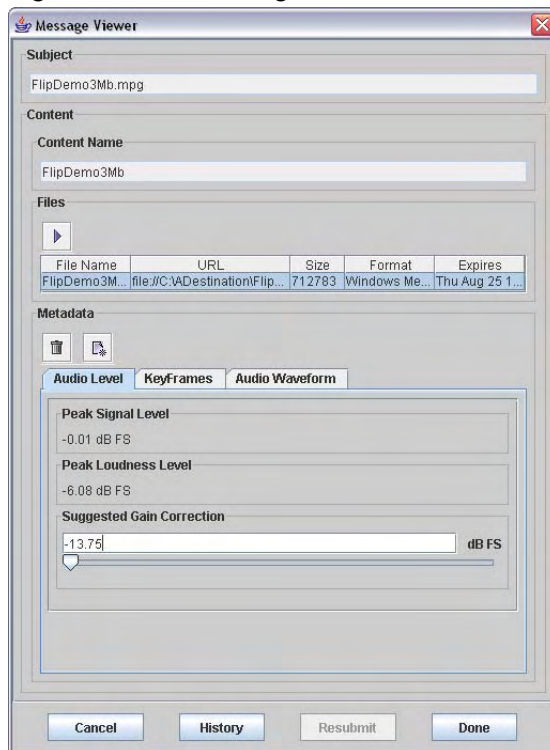 Message Viewer
Subject
FlipDemo3Mb.mpg
Content
Content Name
FlipDemo3Mb
Files
File Name URL Size Format Expires
FlipDemo3M... file://C:\ADestination\Flip... 712783 Windows Me... Thu Aug 25 1...
Metadata
Audio Level KeyFrames Audio Waveform
Peak Signal Level
-0.01 dB FS
Peak Loudness Level
-6.08 dB FS
Suggested Gain Correction
-13.75 dB FS
Cancel History Resubmit Done